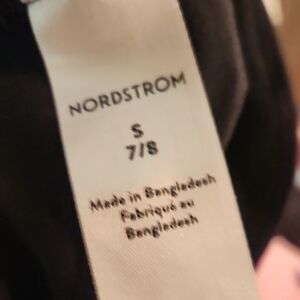 NORDSTROM
S
7/8
Made in Bangladesh
Fabriqué au
Bangladesh